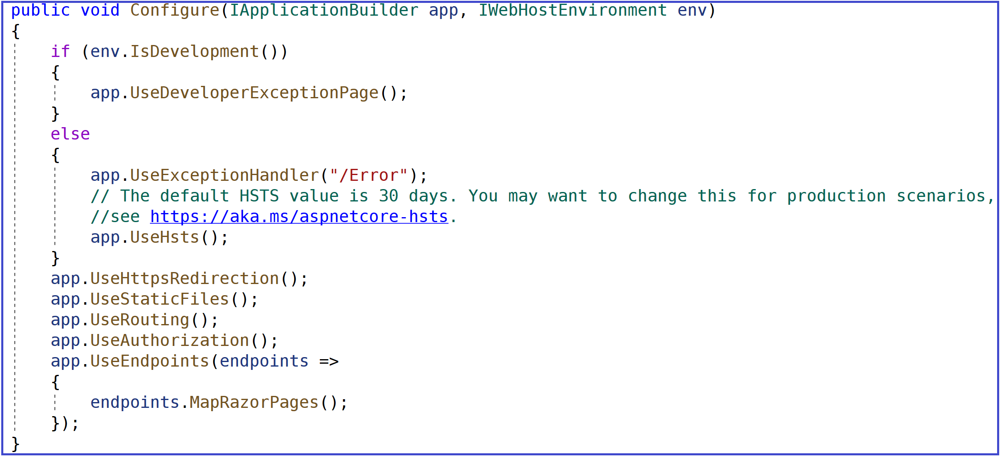 public void Configure(IApplicationBuilder app, IWebHostEnvironment env)
{
    if (env.IsDevelopment())
    {
        app.UseDeveloperExceptionPage();
    }
    else
    {
        app.UseExceptionHandler("/Error");
        // The default HSTS value is 30 days. You may want to change this for production scenarios,
        //see https://aka.ms/aspnetcore-hsts.
        app.UseHsts();
    }
    app.UseHttpsRedirection();
    app.UseStaticFiles();
    app.UseRouting();
    app.UseAuthorization();
    app.UseEndpoints(endpoints =>
    {
        endpoints.MapRazorPages();
    });
}